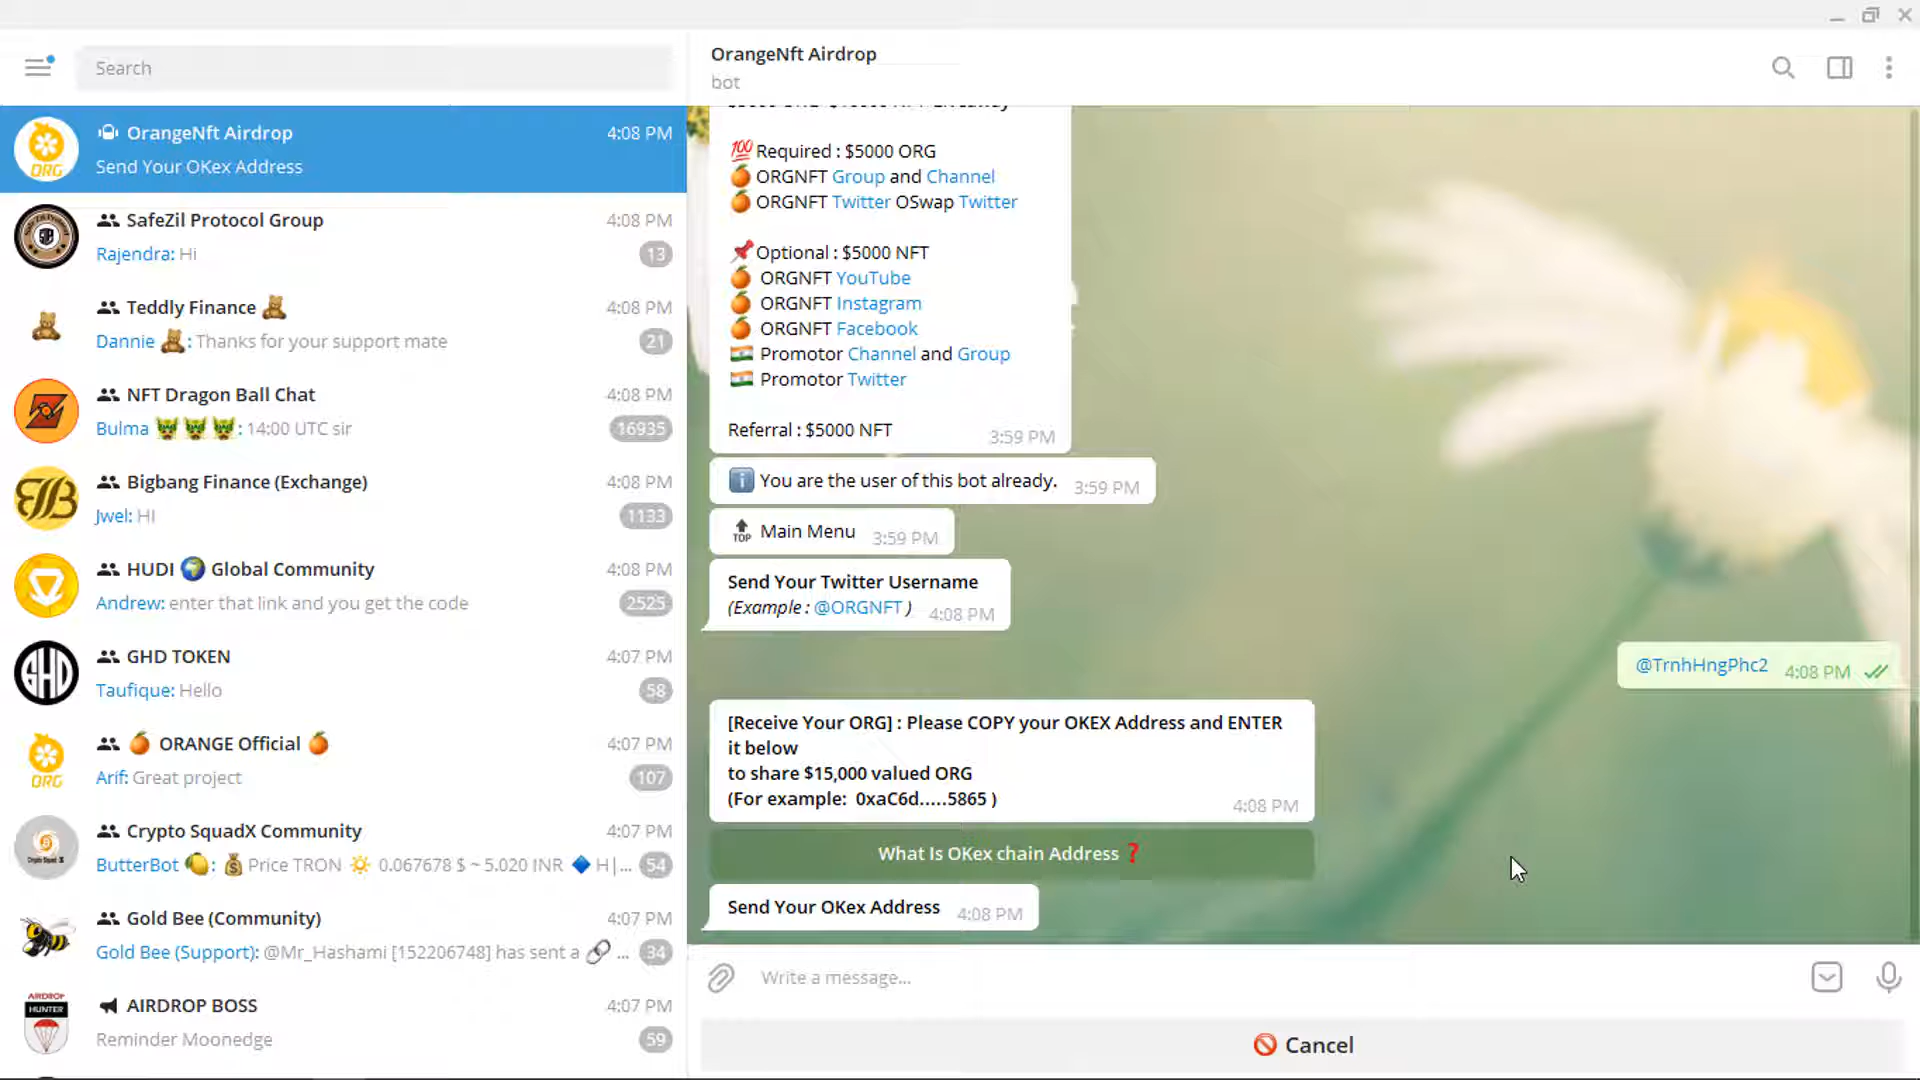 Search
OrangeNft Airdrop
4:08 PM
Send Your OKex Address
ORG
SafeZil Protocol Group
4:08 PM
Rajendra: Hi
13
Teddly Finance
4:08 PM
Dannie : Thanks for your support mate
21
NFT Dragon Ball Chat
4:08 PM
Bulma : 14:00 UTC sir
16935
Bigbang Finance (Exchange)
4:08 PM
Jwel: HI
1133
HUDI Global Community
4:08 PM
Andrew: enter that link and you get the code
2525
GHD
GHD TOKEN
4:07 PM
Taufique: Hello
58
ORG
ORANGE Official
4:07 PM
Arif: Great project
107
Crypto SquadX Community
4:07 PM
ButterBot : Price TRON 0.067678 $ ~ 5.020 INR H|...
54
Gold Bee (Community)
4:07 PM
Gold Bee (Support): @Mr_Hashami [152206748] has sent a ...
34
AIRDROP
HUNTER
AIRDROP BOSS
4:07 PM
Reminder Moonedge
59
OrangeNft Airdrop
bot
100 Required : $5000 ORG
ORGNFT Group and Channel
ORGNFT Twitter OSwap Twitter
Optional : $5000 NFT
ORGNFT YouTube
ORGNFT Instagram
ORGNFT Facebook
Promotor Channel and Group
Promotor Twitter
Referral : $5000 NFT
3:59 PM
You are the user of this bot already.
3:59 PM
TOP Main Menu
3:59 PM
Send Your Twitter Username
(Example : @ORGNFT )
4:08 PM
@TrnhHngPhc2
4:08 PM
[Receive Your ORG] : Please COPY your OKEX Address and ENTER
it below
to share $15,000 valued ORG
(For example: 0xaC6d.....5865 )
4:08 PM
What Is OKex chain Address ❓
Send Your OKex Address
4:08 PM
Write a message...
Cancel